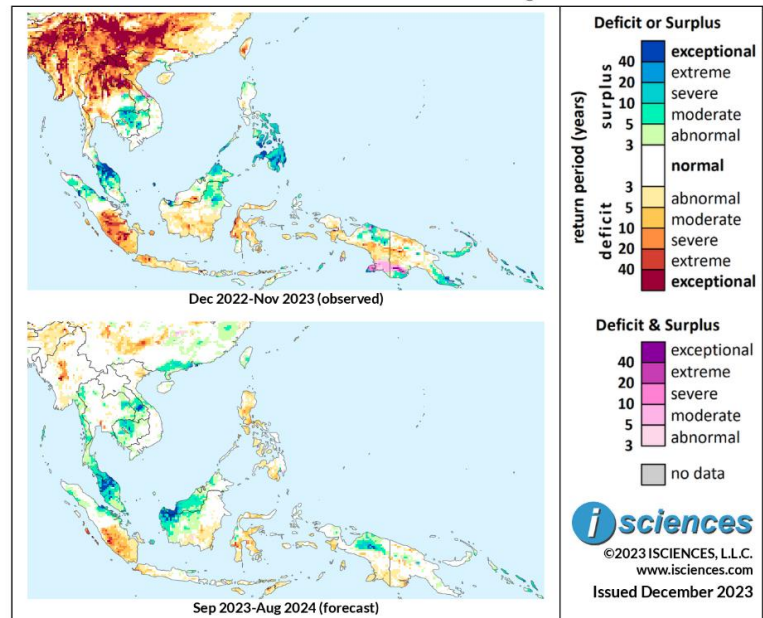 Dec 2022-Nov 2023 (observed)
Sep 2023-Aug 2024 (forecast)
Deficit or Surplus
return period (years)
surplus
deficit
40
20
10
5
3
3
5
10
20
40
exceptional
extreme
severe
moderate
abnormal
normal
abnormal
moderate
severe
extreme
exceptional
Deficit & Surplus
40
20
10
5
3
exceptional
extreme
severe
moderate
abnormal
no data
i sciences
©2023 ISCIENCES, L.L.C.
www.isciences.com
Issued December 2023